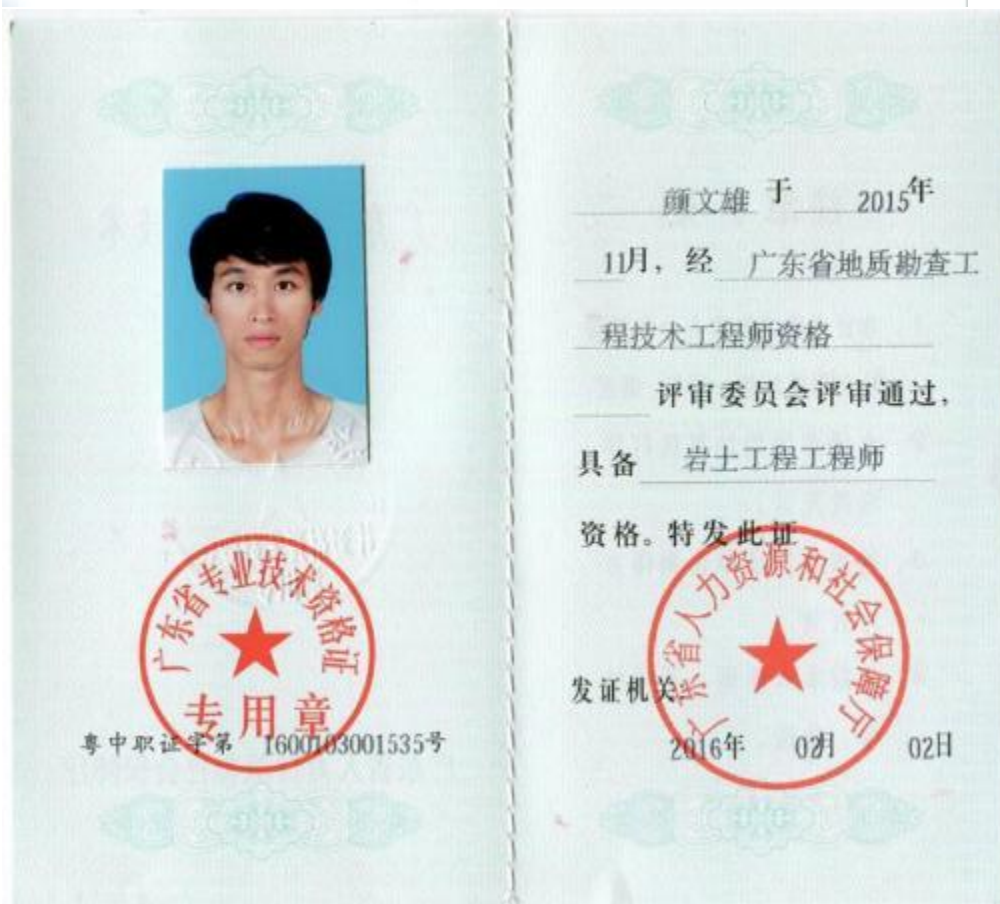 广东省专业技术资格证
专用章
粤中职证字第 1600103001535号
颜文雄 于 2015年
11月，经 广东省地质勘查工
程技术工程师资格
评审委员会评审通过，
具备 岩土工程工程师
资格。特发此证
广东省人力资源和社会保障厅
发证机关：
2016年 02月 02日